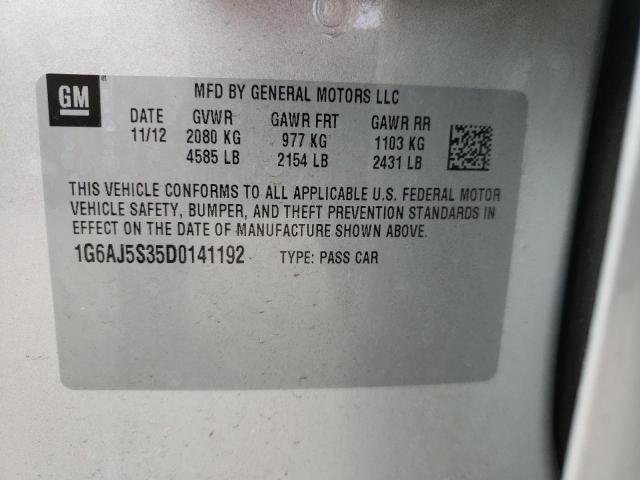 GM
MFD BY GENERAL MOTORS LLC
DATE GVWR GAWR FRT GAWR RR
11/12 2080 KG 977 KG 1103 KG
4585 LB 2154 LB 2431 LB
THIS VEHICLE CONFORMS TO ALL APPLICABLE U.S. FEDERAL MOTOR
VEHICLE SAFETY, BUMPER, AND THEFT PREVENTION STANDARDS IN
EFFECT ON THE DATE OF MANUFACTURE SHOWN ABOVE.
1G6AJ5S35D0141192 TYPE: PASS CAR